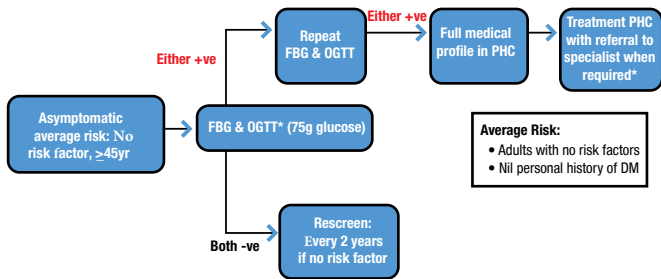 Either +ve
Repeat
FBG & OGTT
Either +ve
Full medical
profile in PHC
Treatment PHC
with referral to
specialist when
required*
Asymptomatic
average risk: No
risk factor, ≥45yr
FBG & OGTT* (75g glucose)
Average Risk:
• Adults with no risk factors
• Nil personal history of DM
Both -ve
Rescreen:
Every 2 years
if no risk factor